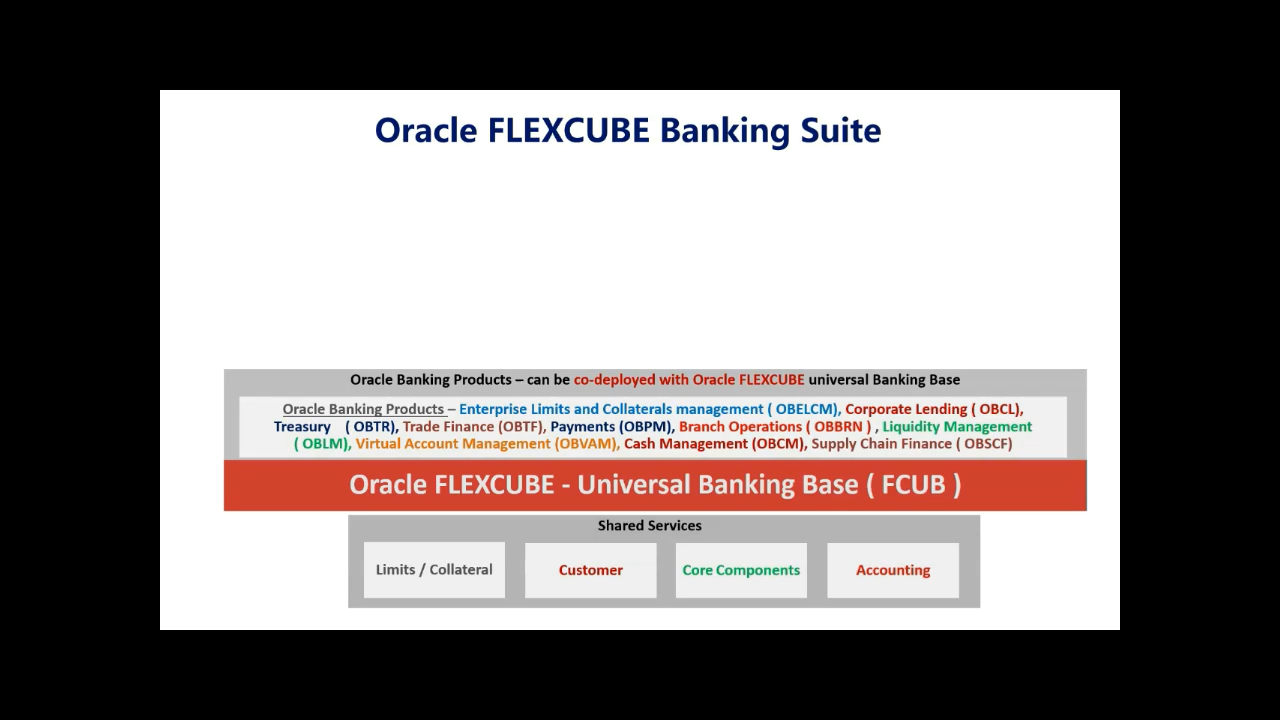 Oracle FLEXCUBE Banking Suite
Oracle Banking Products – can be co-deployed with Oracle FLEXCUBE universal Banking Base
Oracle Banking Products – Enterprise Limits and Collaterals management ( OBELCM), Corporate Lending ( OBCL),
Treasury ( OBTR), Trade Finance (OBTF), Payments (OBPM), Branch Operations ( OBBRN ) , Liquidity Management
( OBLM), Virtual Account Management (OBVAM), Cash Management (OBCM), Supply Chain Finance ( OBSCF)
Oracle FLEXCUBE - Universal Banking Base ( FCUB )
Shared Services
Limits / Collateral
Customer
Core Components
Accounting